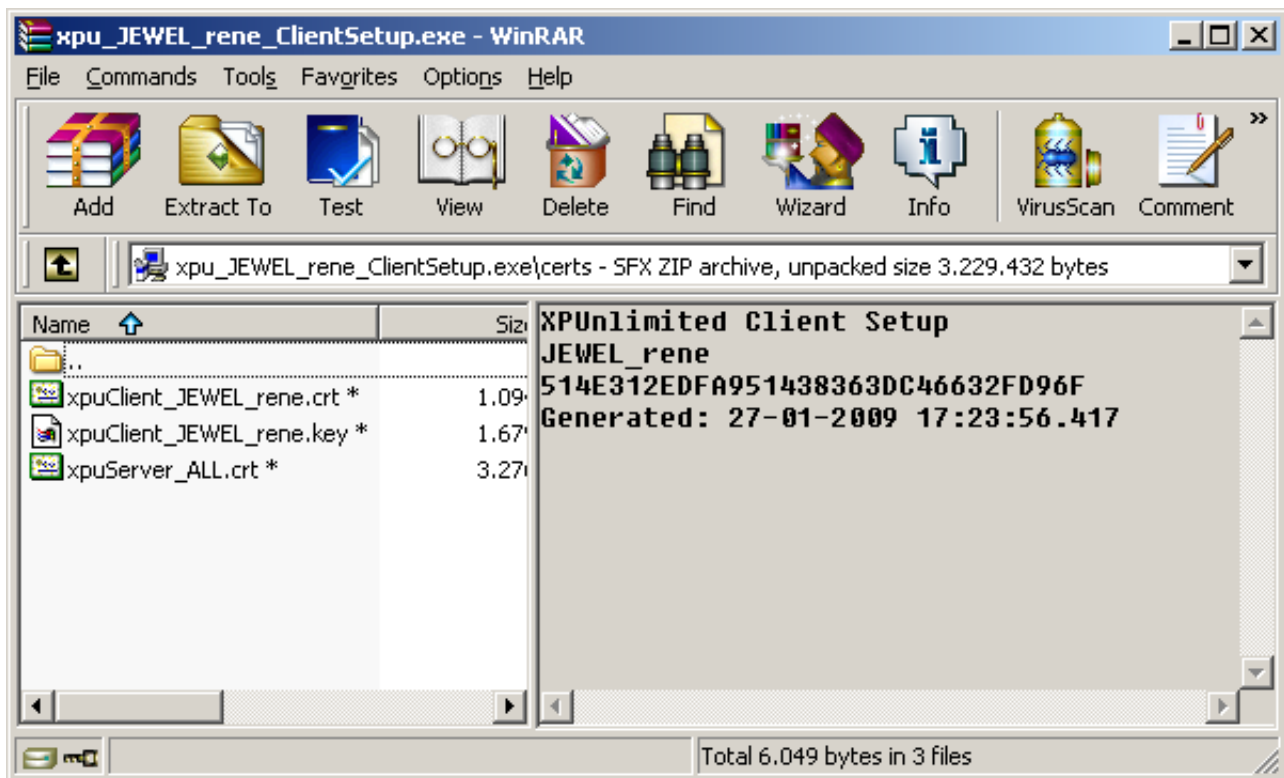 xpu_JEWEL_rene_ClientSetup.exe - WinRAR
File Commands Tools Favorites Options Help
»
Add Extract To Test View Delete Find Wizard Info VirusScan Comment
xpu_JEWEL_rene_ClientSetup.exe\certs - SFX ZIP archive, unpacked size 3.229.432 bytes
Name
XPUnlimited Client Setup
..
JEWEL_rene
xpuClient_JEWEL_rene.crt *
514E312EDFA951438363DC46632FD96F
xpuClient_JEWEL_rene.key *
Generated: 27-01-2009 17:23:56.417
xpuServer_ALL.crt *
Total 6.049 bytes in 3 files